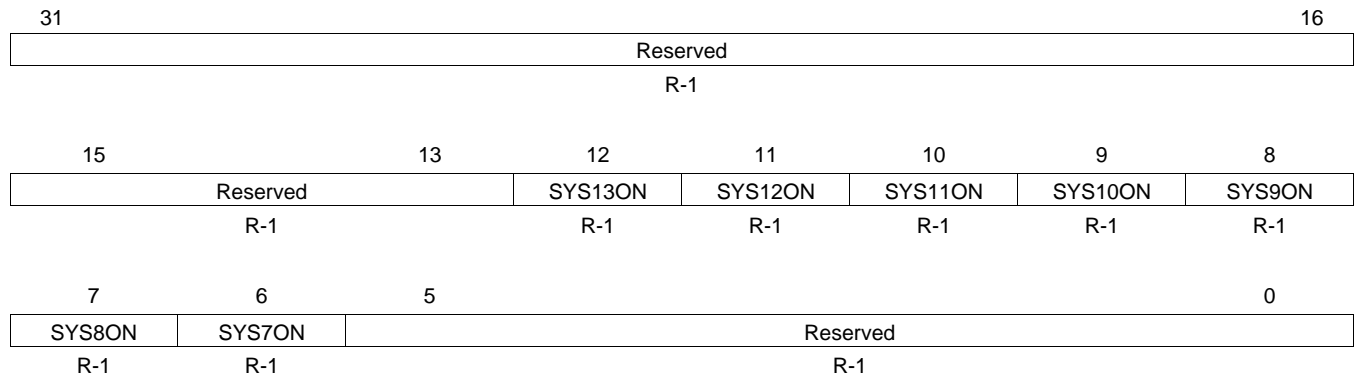 31 16
Reserved
R-1
15 13 12 11 10 9 8
Reserved SYS13ON SYS12ON SYS11ON SYS10ON SYS9ON
R-1 R-1 R-1 R-1 R-1 R-1
7 6 5 0
SYS8ON SYS7ON Reserved
R-1 R-1 R-1